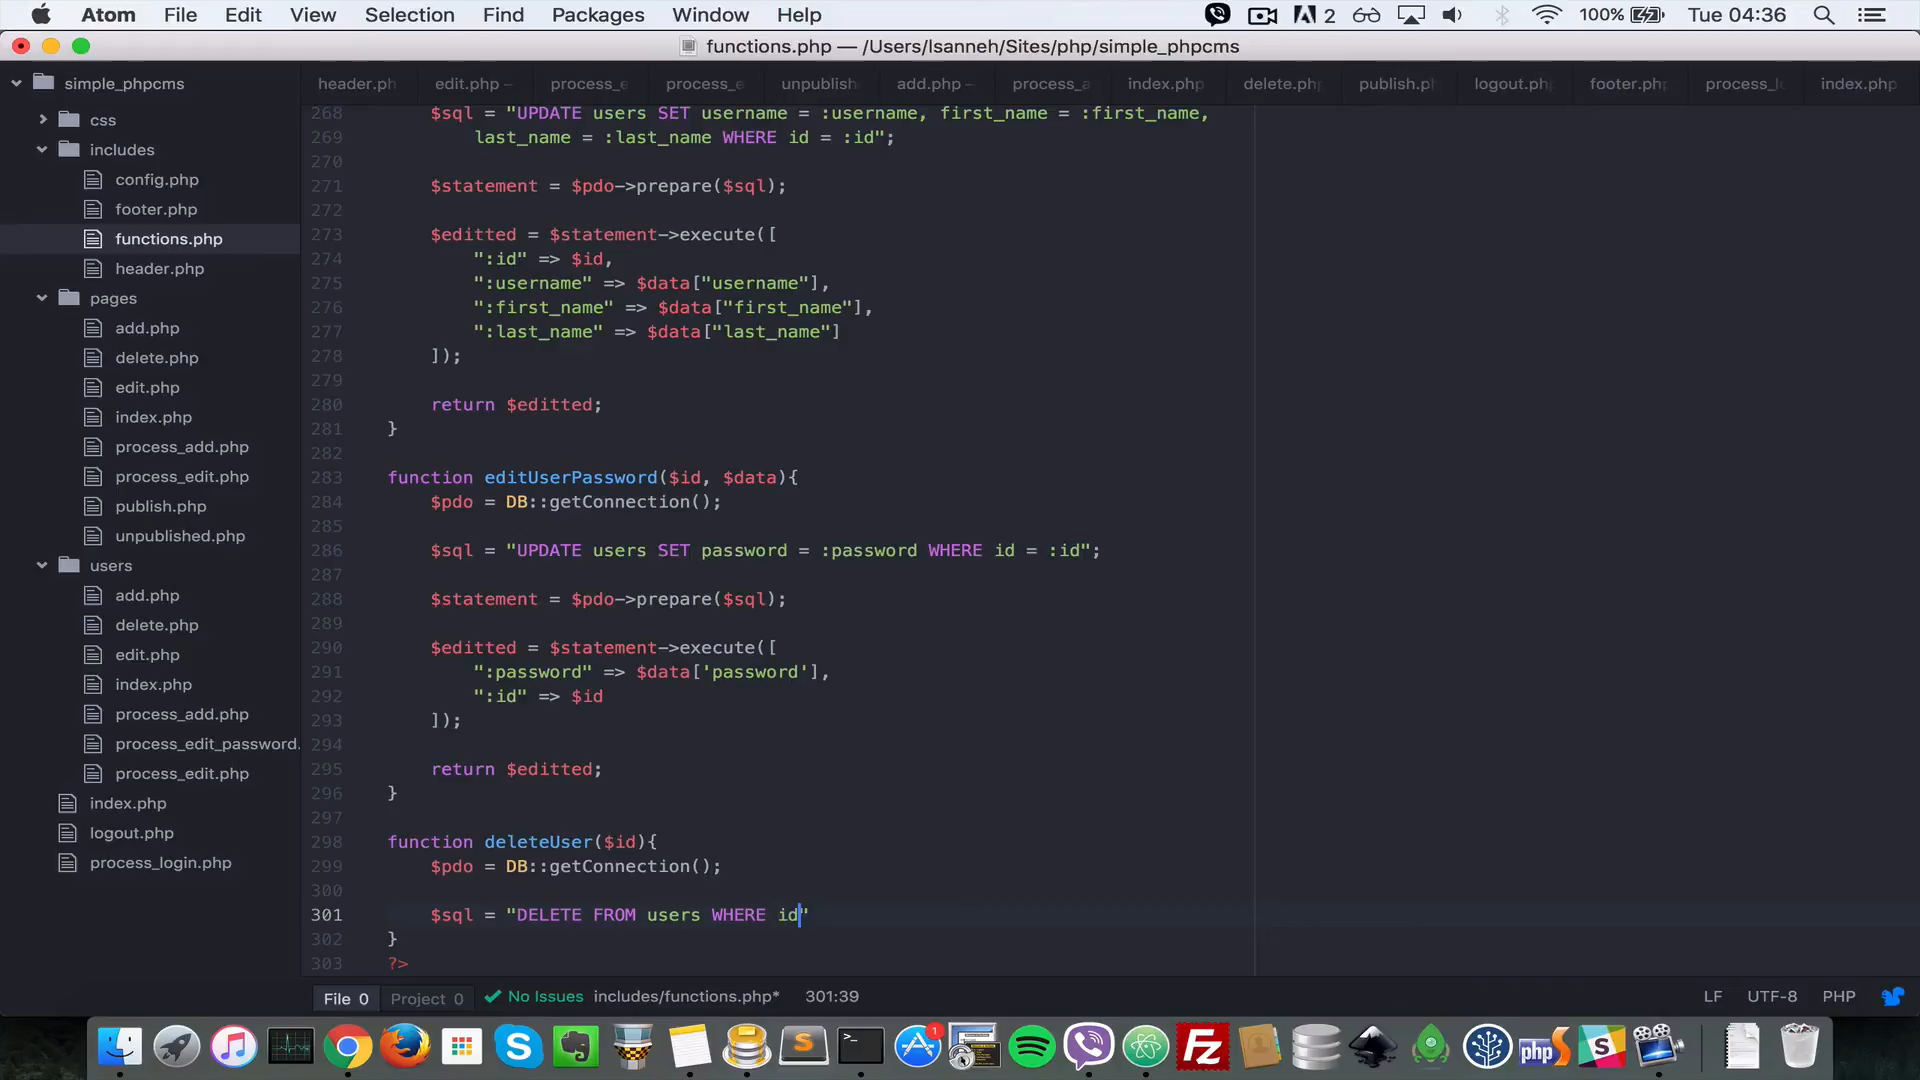 Atom File Edit View Selection Find Packages Window Help 2 100% Tue 04:36
functions.php — /Users/lsanneh/Sites/php/simple_phpcms
simple_phpcms
css
includes
config.php
footer.php
functions.php
header.php
pages
add.php
delete.php
edit.php
index.php
process_add.php
process_edit.php
publish.php
unpublished.php
users
add.php
delete.php
edit.php
index.php
process_add.php
process_edit_password.
process_edit.php
index.php
logout.php
process_login.php
header.ph edit.php — process_e process_e unpublish add.php — process_a index.php delete.ph publish.p logout.ph footer.ph process_lo index.php
268 $sql = "UPDATE users SET username = :username, first_name = :first_name,
269 last_name = :last_name WHERE id = :id";
270
271 $statement = $pdo->prepare($sql);
272
273 $editted = $statement->execute([
274 ":id" => $id,
275 ":username" => $data["username"],
276 ":first_name" => $data["first_name"],
277 ":last_name" => $data["last_name"]
278 ]);
279
280 return $editted;
281 }
282
283 function editUserPassword($id, $data){
284 $pdo = DB::getConnection();
285
286 $sql = "UPDATE users SET password = :password WHERE id = :id";
287
288 $statement = $pdo->prepare($sql);
289
290 $editted = $statement->execute([
291 ":password" => $data['password'],
292 ":id" => $id
293 ]);
294
295 return $editted;
296 }
297
298 function deleteUser($id){
299 $pdo = DB::getConnection();
300
301 $sql = "DELETE FROM users WHERE id"
302 }
303 ?>
File 0 Project 0 No Issues includes/functions.php* 301:39 LF UTF-8 PHP
1
php